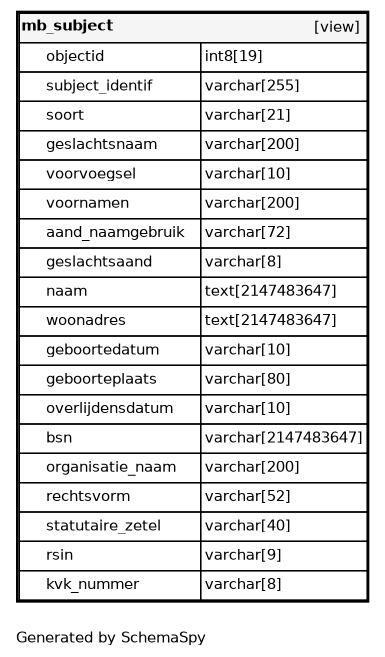 mb_subject [view]
objectid int8[19]
subject_identif varchar[255]
soort varchar[21]
geslachtsnaam varchar[200]
voorvoegsel varchar[10]
voornamen varchar[200]
aand_naamgebruik varchar[72]
geslachtsaand varchar[8]
naam text[2147483647]
woonadres text[2147483647]
geboortedatum varchar[10]
geboorteplaats varchar[80]
overlijdensdatum varchar[10]
bsn varchar[2147483647]
organisatie_naam varchar[200]
rechtsvorm varchar[52]
statutaire_zetel varchar[40]
rsin varchar[9]
kvk_nummer varchar[8]
Generated by SchemaSpy